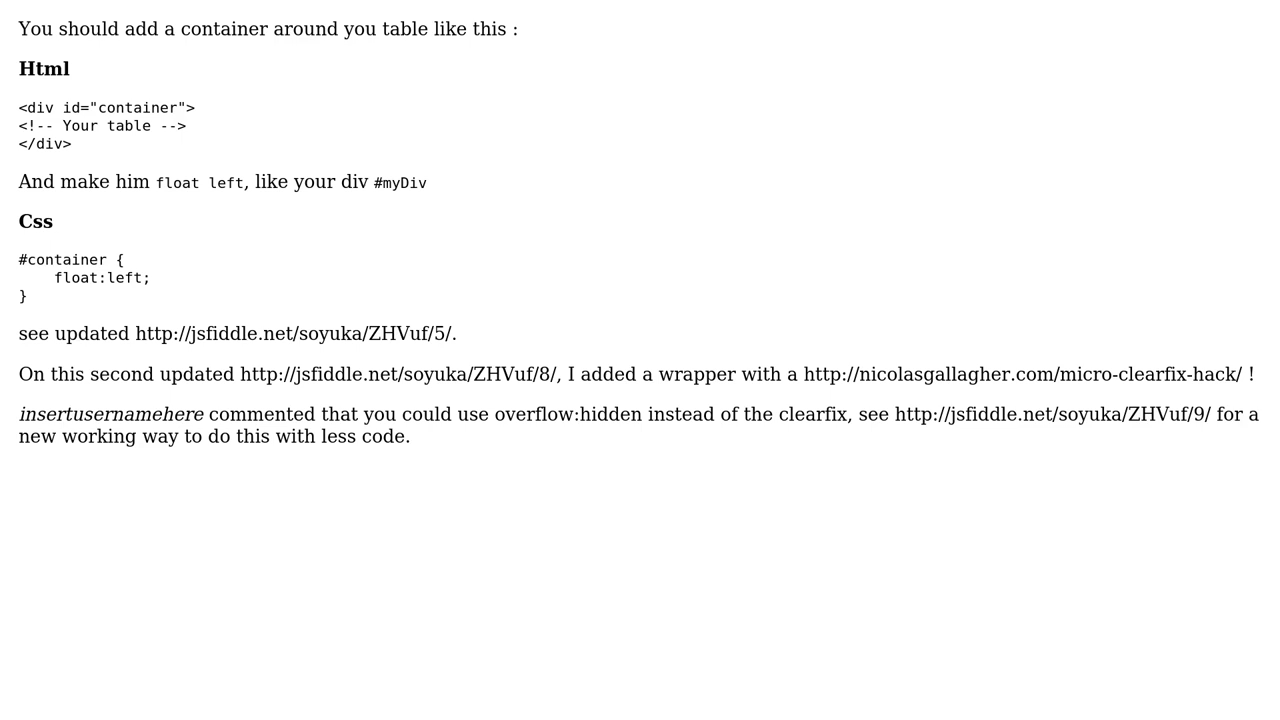 You should add a container around you table like this :
Html
<div id="container">
<!-- Your table -->
</div>
And make him float left, like your div #myDiv
Css
#container {
    float:left;
}
see updated http://jsfiddle.net/soyuka/ZHVuf/5/.
On this second updated http://jsfiddle.net/soyuka/ZHVuf/8/, I added a wrapper with a http://nicolasgallagher.com/micro-clearfix-hack/ !
insertusernamehere commented that you could use overflow:hidden instead of the clearfix, see http://jsfiddle.net/soyuka/ZHVuf/9/ for a
new working way to do this with less code.